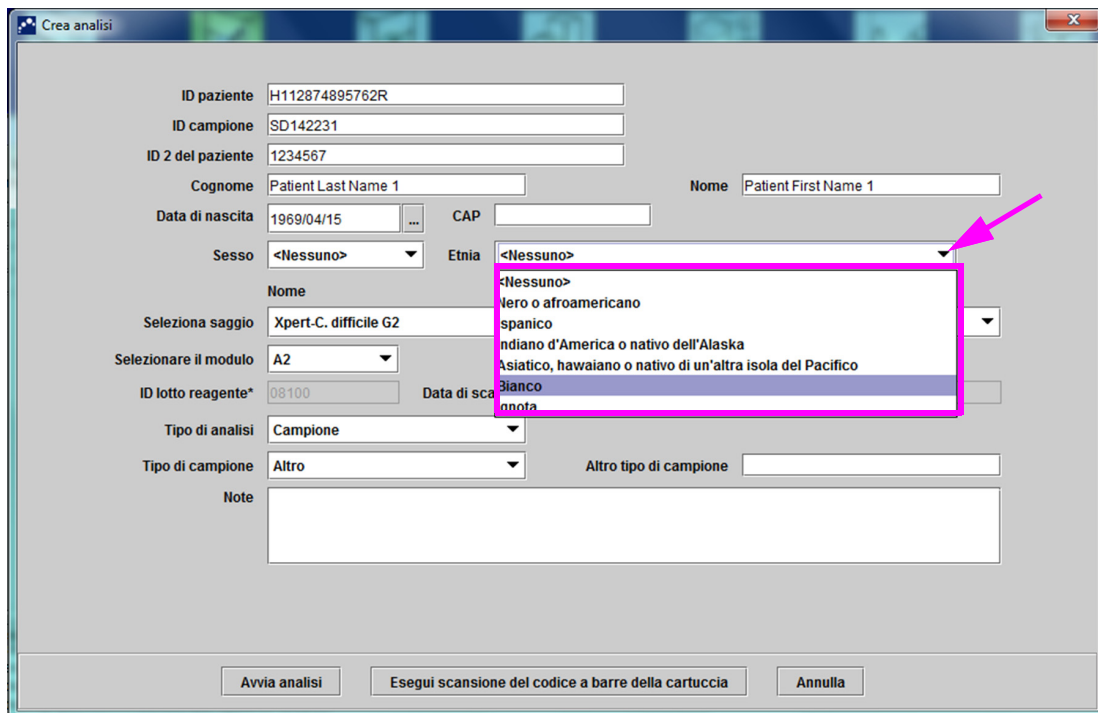 Crea analisi
ID paziente H112874895762R
ID campione SD142231
ID 2 del paziente 1234567
Cognome Patient Last Name 1 Nome Patient First Name 1
Data di nascita 1969/04/15 ... CAP
Sesso <Nessuno> Etnia <Nessuno>
<Nessuno>
Nome
Nero o afroamericano
Seleziona saggio Xpert-C. difficile G2 Ispanico
Indiano d'America o nativo dell'Alaska
Selezionare il modulo A2 Asiatico, hawaiano o nativo di un'altra isola del Pacifico
Bianco
ID lotto reagente* 08100 Data di sca
Ignota
Tipo di analisi Campione
Tipo di campione Altro Altro tipo di campione
Note
Avvia analisi Esegui scansione del codice a barre della cartuccia Annulla